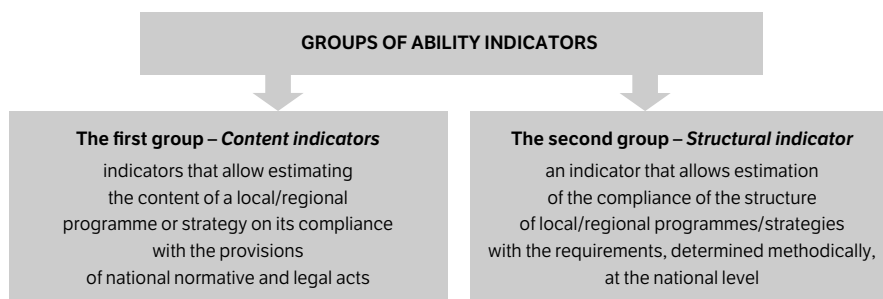 GROUPS OF ABILITY INDICATORS
The first group – Content indicators
indicators that allow estimating
the content of a local/regional
programme or strategy on its compliance
with the provisions
of national normative and legal acts
The second group – Structural indicator
an indicator that allows estimation
of the compliance of the structure
of local/regional programmes/strategies
with the requirements, determined methodically,
at the national level